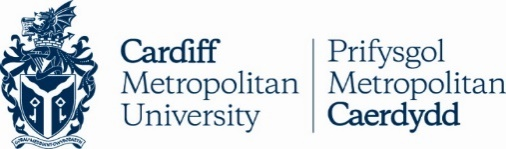 Cardiff
Metropolitan
University
Prifysgol
Metropolitan
Caerdydd